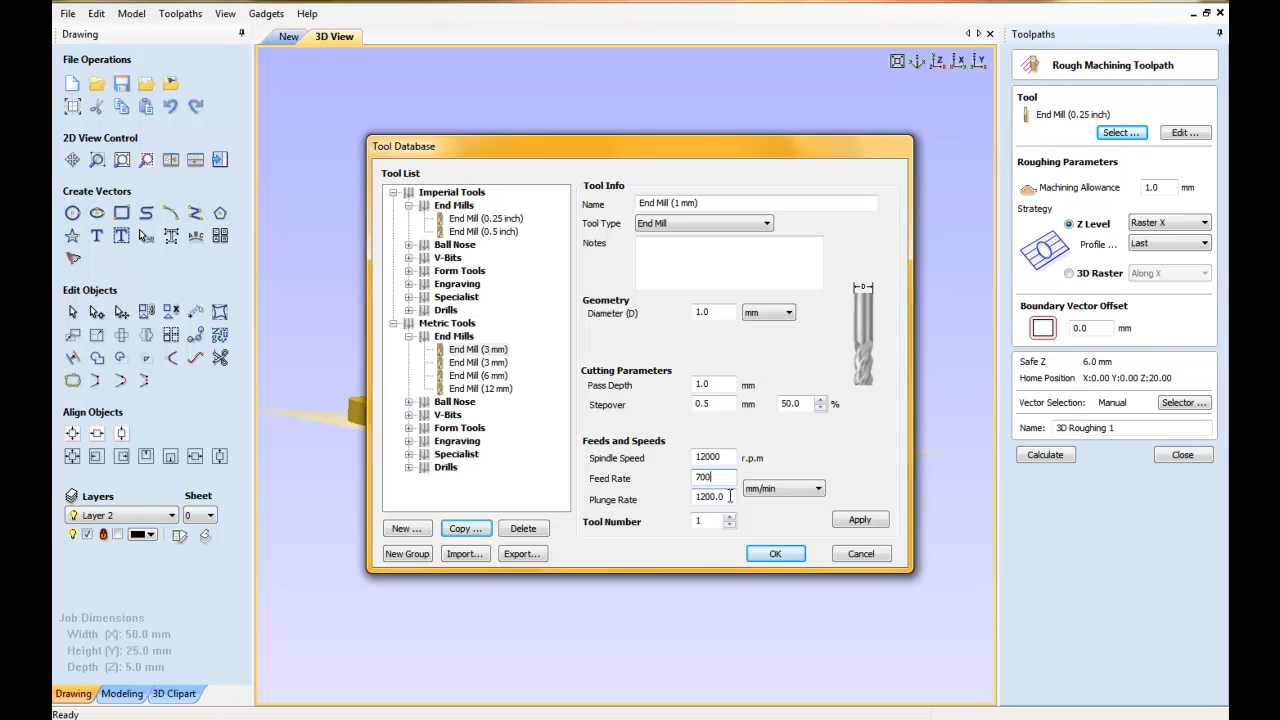 File Edit Model Toolpaths View Gadgets Help
Drawing
File Operations
2D View Control
Create Vectors
Edit Objects
Align Objects
Layers Sheet
Layer 2 0
Job Dimensions
Width [X]: 50.0 mm
Height [Y]: 25.0 mm
Depth [Z]: 5.0 mm
Drawing Modeling 3D Clipart
Ready
New 3D View
Z X Y
Tool Database
Tool List
Imperial Tools
End Mills
End Mill (0.25 inch)
End Mill (0.5 inch)
Ball Nose
V-Bits
Form Tools
Engraving
Specialist
Drills
Metric Tools
End Mills
End Mill (3 mm)
End Mill (3 mm)
End Mill (6 mm)
End Mill (12 mm)
Ball Nose
V-Bits
Form Tools
Engraving
Specialist
Drills
New ... Copy ... Delete
New Group Import... Export...
Tool Info
Name End Mill (1 mm)
Tool Type End Mill
Notes
Geometry
Diameter (D) 1.0 mm
D
Cutting Parameters
Pass Depth 1.0 mm
Stepover 0.5 mm 50.0 %
Feeds and Speeds
Spindle Speed 12000 r.p.m
Feed Rate 700
mm/min
Plunge Rate 1200.0
Tool Number 1 Apply
OK Cancel
Toolpaths
Rough Machining Toolpath
Tool
End Mill (0.25 inch)
Select ... Edit ...
Roughing Parameters
Machining Allowance 1.0 mm
Strategy
Z Level Raster X
Profile ... Last
3D Raster Along X
Boundary Vector Offset
0.0 mm
Safe Z 6.0 mm
Home Position X:0.00 Y:0.00 Z:20.00
Vector Selection: Manual Selector ...
Name: 3D Roughing 1
Calculate Close